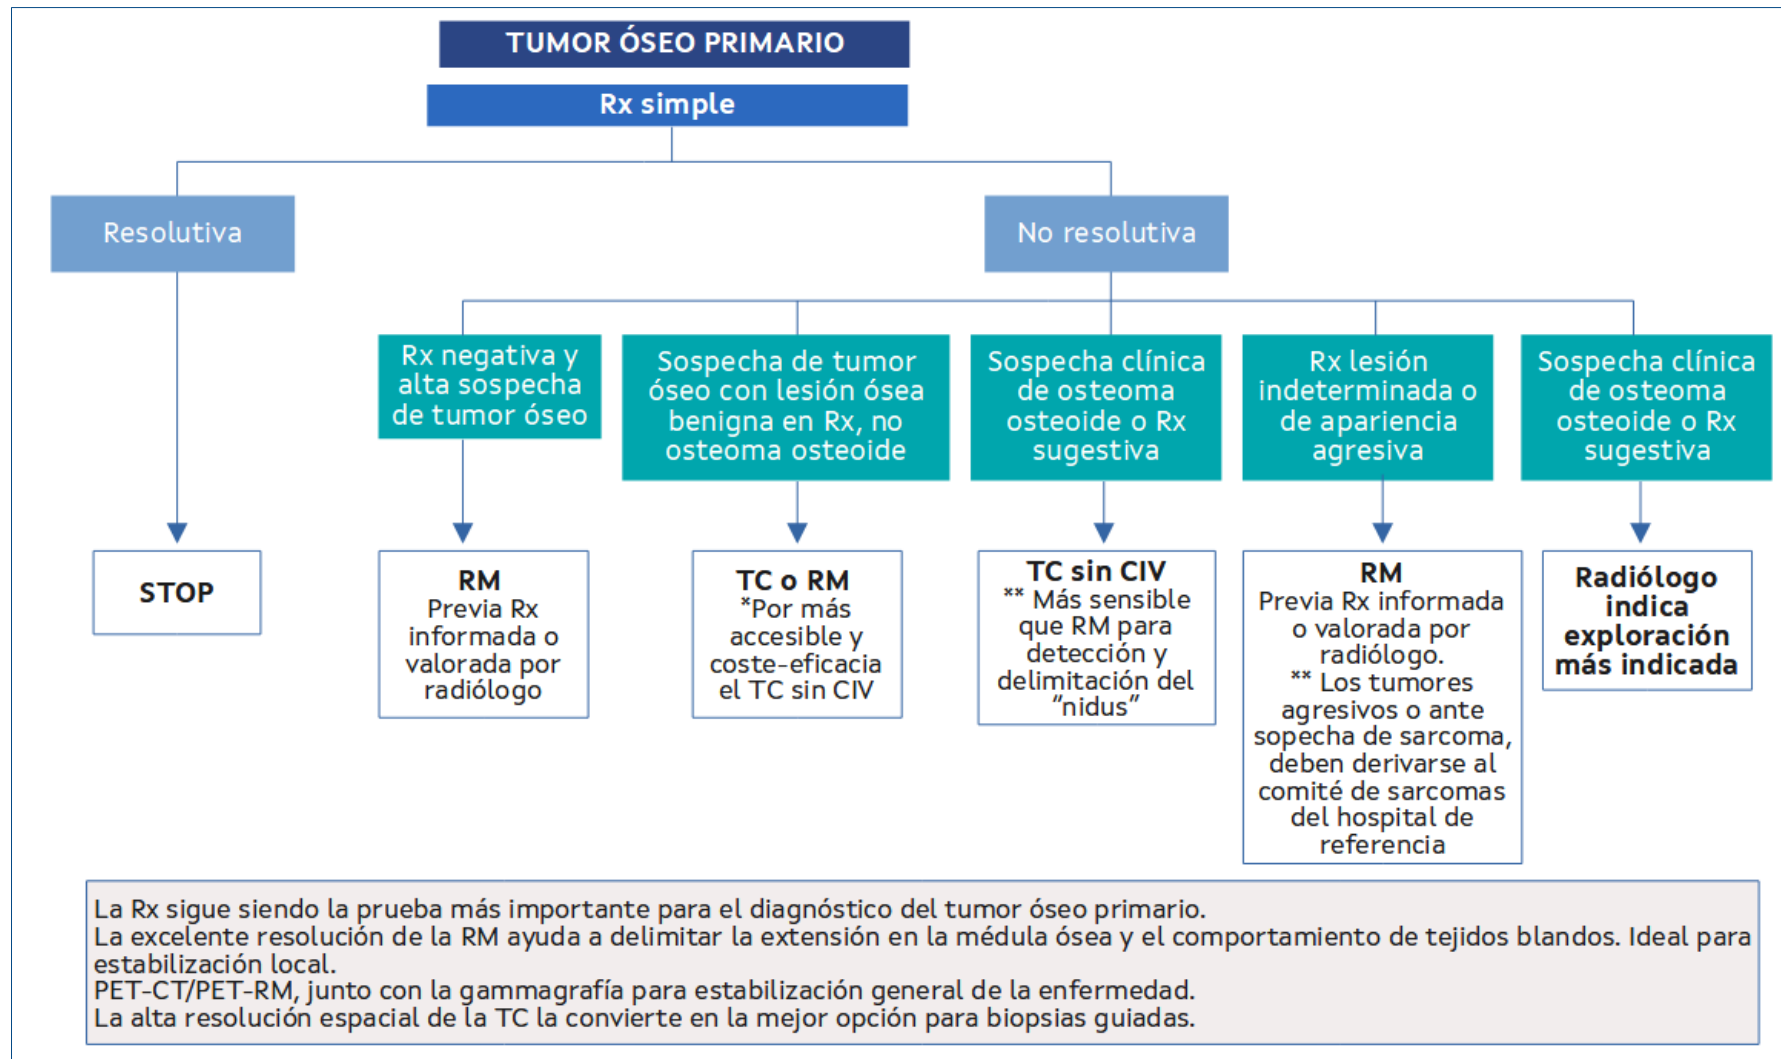 TUMOR ÓSEO PRIMARIO
Rx simple
Resolutiva
No resolutiva
Rx negativa y
alta sospecha
de tumor óseo
Sospecha de tumor
óseo con lesión ósea
benigna en Rx, no
osteoma osteoide
Sospecha clínica
de osteoma
osteoide o Rx
sugestiva
Rx lesión
indeterminada o
de apariencia
agresiva
Sospecha clínica
de osteoma
osteoide o Rx
sugestiva
STOP
RM
Previa Rx
informada o
valorada por
radiólogo
TC o RM
*Por más
accesible y
coste-eficacia
el TC sin CIV
TC sin CIV
** Más sensible
que RM para
detección y
delimitación del
“nidus”
RM
Previa Rx informada
o valorada por
radiólogo.
** Los tumores
agresivos o ante
sopecha de sarcoma,
deben derivarse al
comité de sarcomas
del hospital de
referencia
Radiólogo
indica
exploración
más indicada
La Rx sigue siendo la prueba más importante para el diagnóstico del tumor óseo primario.
La excelente resolución de la RM ayuda a delimitar la extensión en la médula ósea y el comportamiento de tejidos blandos. Ideal para
estabilización local.
PET-CT/PET-RM, junto con la gammagrafía para estabilización general de la enfermedad.
La alta resolución espacial de la TC la convierte en la mejor opción para biopsias guiadas.